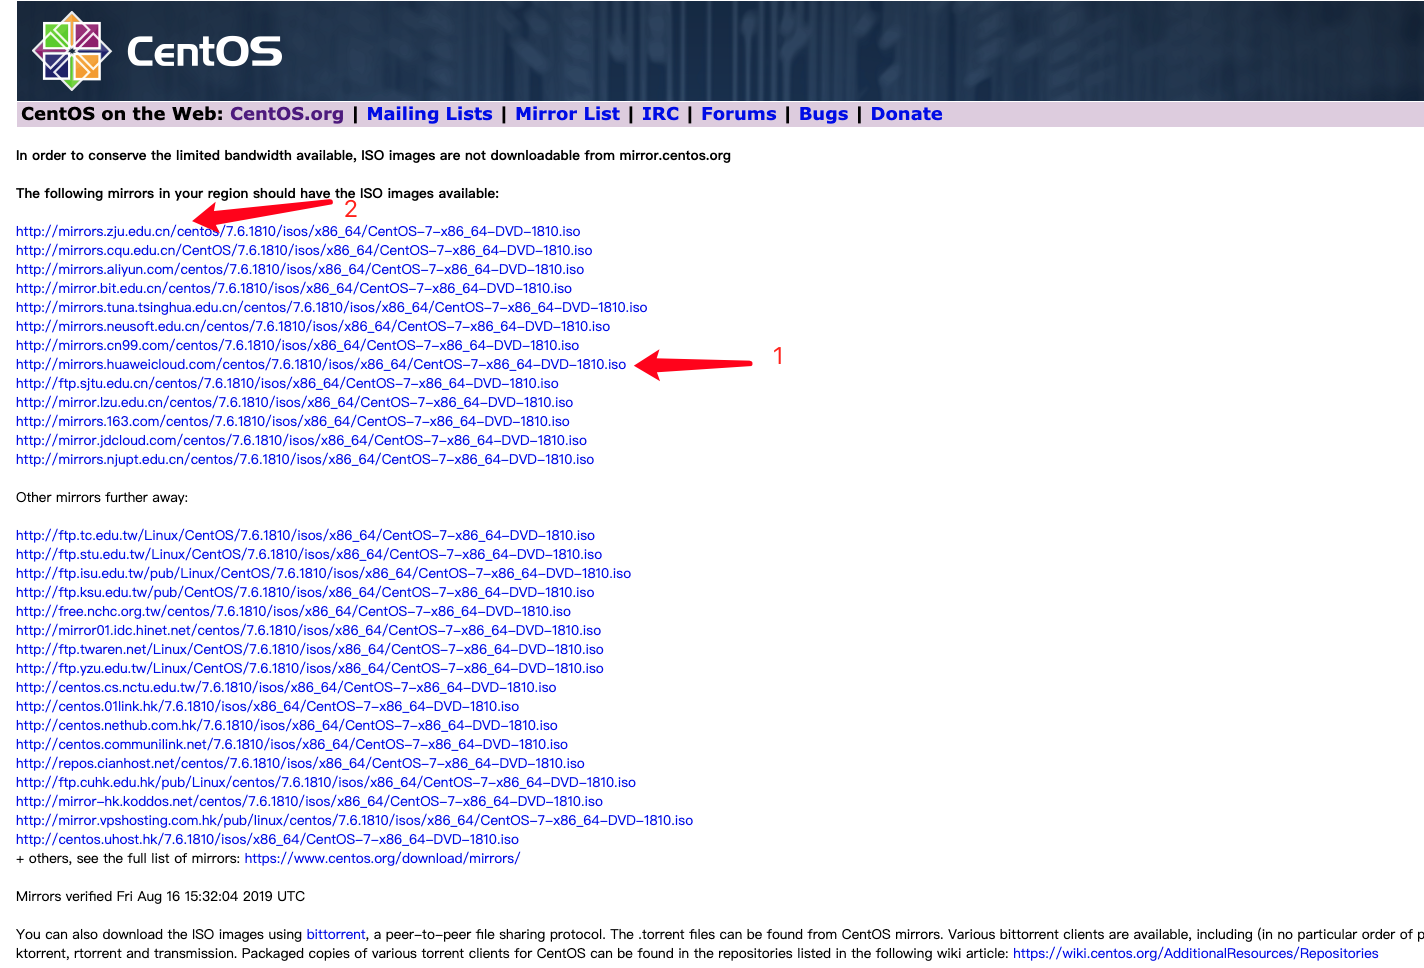 CentOS
CentOS on the Web: CentOS.org | Mailing Lists | Mirror List | IRC | Forums | Bugs | Donate
In order to conserve the limited bandwidth available, ISO images are not downloadable from mirror.centos.org
The following mirrors in your region should have the ISO images available:
2
http://mirrors.zju.edu.cn/centos/7.6.1810/isos/x86_64/CentOS-7-x86_64-DVD-1810.iso
http://mirrors.cqu.edu.cn/CentOS/7.6.1810/isos/x86_64/CentOS-7-x86_64-DVD-1810.iso
http://mirrors.aliyun.com/centos/7.6.1810/isos/x86_64/CentOS-7-x86_64-DVD-1810.iso
http://mirror.bit.edu.cn/centos/7.6.1810/isos/x86_64/CentOS-7-x86_64-DVD-1810.iso
http://mirrors.tuna.tsinghua.edu.cn/centos/7.6.1810/isos/x86_64/CentOS-7-x86_64-DVD-1810.iso
http://mirrors.neusoft.edu.cn/centos/7.6.1810/isos/x86_64/CentOS-7-x86_64-DVD-1810.iso
http://mirrors.cn99.com/centos/7.6.1810/isos/x86_64/CentOS-7-x86_64-DVD-1810.iso
http://mirrors.huaweicloud.com/centos/7.6.1810/isos/x86_64/CentOS-7-x86_64-DVD-1810.iso 1
http://ftp.sjtu.edu.cn/centos/7.6.1810/isos/x86_64/CentOS-7-x86_64-DVD-1810.iso
http://mirror.lzu.edu.cn/centos/7.6.1810/isos/x86_64/CentOS-7-x86_64-DVD-1810.iso
http://mirrors.163.com/centos/7.6.1810/isos/x86_64/CentOS-7-x86_64-DVD-1810.iso
http://mirror.jdcloud.com/centos/7.6.1810/isos/x86_64/CentOS-7-x86_64-DVD-1810.iso
http://mirrors.njupt.edu.cn/centos/7.6.1810/isos/x86_64/CentOS-7-x86_64-DVD-1810.iso
Other mirrors further away:
http://ftp.tc.edu.tw/Linux/CentOS/7.6.1810/isos/x86_64/CentOS-7-x86_64-DVD-1810.iso
http://ftp.stu.edu.tw/Linux/CentOS/7.6.1810/isos/x86_64/CentOS-7-x86_64-DVD-1810.iso
http://ftp.isu.edu.tw/pub/Linux/CentOS/7.6.1810/isos/x86_64/CentOS-7-x86_64-DVD-1810.iso
http://ftp.ksu.edu.tw/pub/CentOS/7.6.1810/isos/x86_64/CentOS-7-x86_64-DVD-1810.iso
http://free.nchc.org.tw/centos/7.6.1810/isos/x86_64/CentOS-7-x86_64-DVD-1810.iso
http://mirror01.idc.hinet.net/centos/7.6.1810/isos/x86_64/CentOS-7-x86_64-DVD-1810.iso
http://ftp.twaren.net/Linux/CentOS/7.6.1810/isos/x86_64/CentOS-7-x86_64-DVD-1810.iso
http://ftp.yzu.edu.tw/Linux/CentOS/7.6.1810/isos/x86_64/CentOS-7-x86_64-DVD-1810.iso
http://centos.cs.nctu.edu.tw/7.6.1810/isos/x86_64/CentOS-7-x86_64-DVD-1810.iso
http://centos.01link.hk/7.6.1810/isos/x86_64/CentOS-7-x86_64-DVD-1810.iso
http://centos.nethub.com.hk/7.6.1810/isos/x86_64/CentOS-7-x86_64-DVD-1810.iso
http://centos.communilink.net/7.6.1810/isos/x86_64/CentOS-7-x86_64-DVD-1810.iso
http://repos.cianhost.net/centos/7.6.1810/isos/x86_64/CentOS-7-x86_64-DVD-1810.iso
http://ftp.cuhk.edu.hk/pub/Linux/centos/7.6.1810/isos/x86_64/CentOS-7-x86_64-DVD-1810.iso
http://mirror-hk.koddos.net/centos/7.6.1810/isos/x86_64/CentOS-7-x86_64-DVD-1810.iso
http://mirror.vpshosting.com.hk/pub/linux/centos/7.6.1810/isos/x86_64/CentOS-7-x86_64-DVD-1810.iso
http://centos.uhost.hk/7.6.1810/isos/x86_64/CentOS-7-x86_64-DVD-1810.iso
+ others, see the full list of mirrors: https://www.centos.org/download/mirrors/
Mirrors verified Fri Aug 16 15:32:04 2019 UTC
You can also download the ISO images using bittorrent, a peer-to-peer file sharing protocol. The .torrent files can be found from CentOS mirrors. Various bittorrent clients are available, including (in no particular order of p
ktorrent, rtorrent and transmission. Packaged copies of various torrent clients for CentOS can be found in the repositories listed in the following wiki article: https://wiki.centos.org/AdditionalResources/Repositories